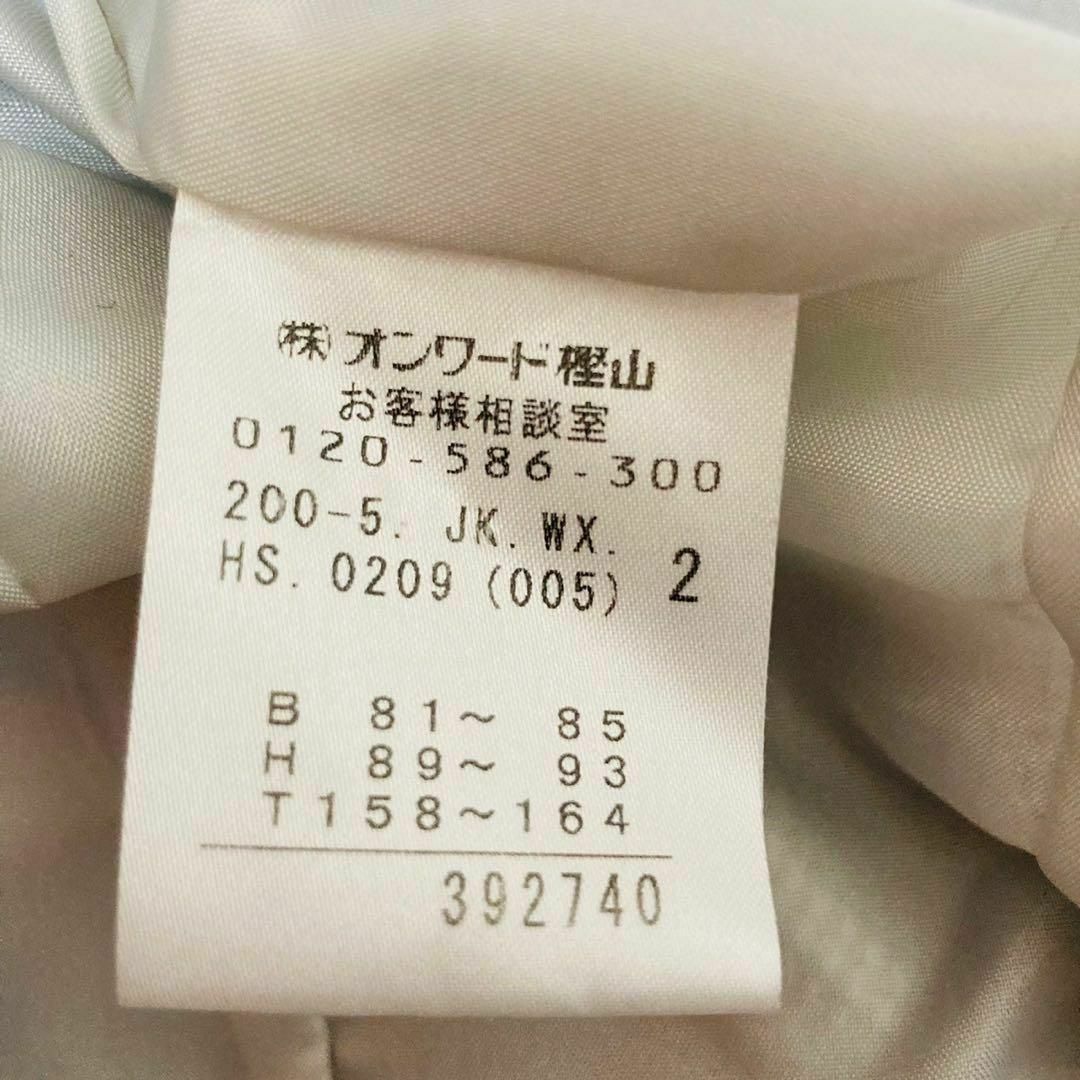 (株)オンワード樫山
お客様相談室
0120-586-300
200-5. JK. WX.
HS. 0209 (005) 2
B 81～ 85
H 89～ 93
T158～164
392740